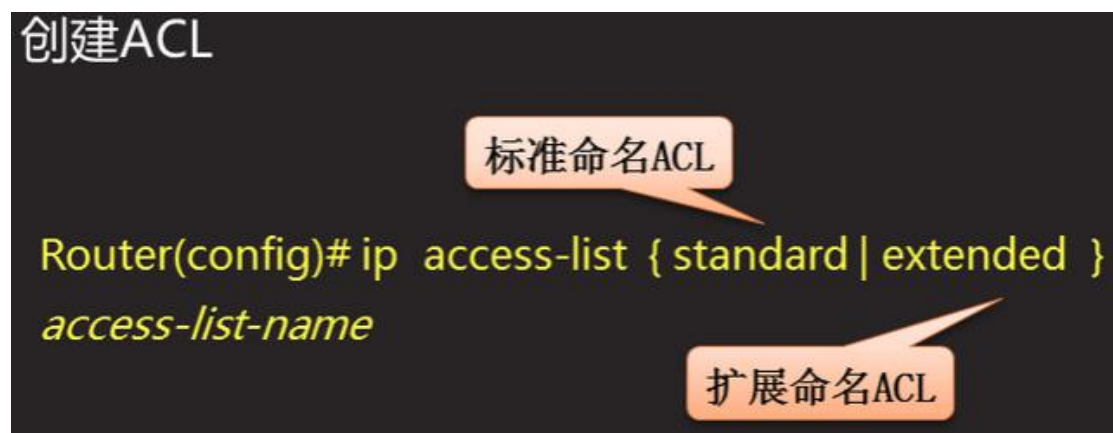 创建ACL
标准命名ACL
Router(config)# ip access-list { standard | extended }
access-list-name
扩展命名ACL